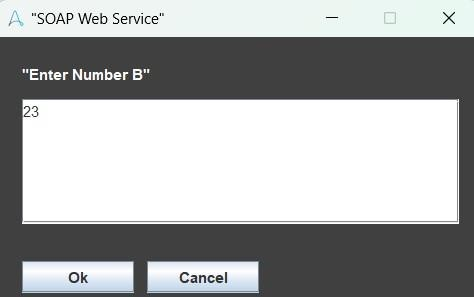 "SOAP Web Service"
"Enter Number B"
23
Ok Cancel